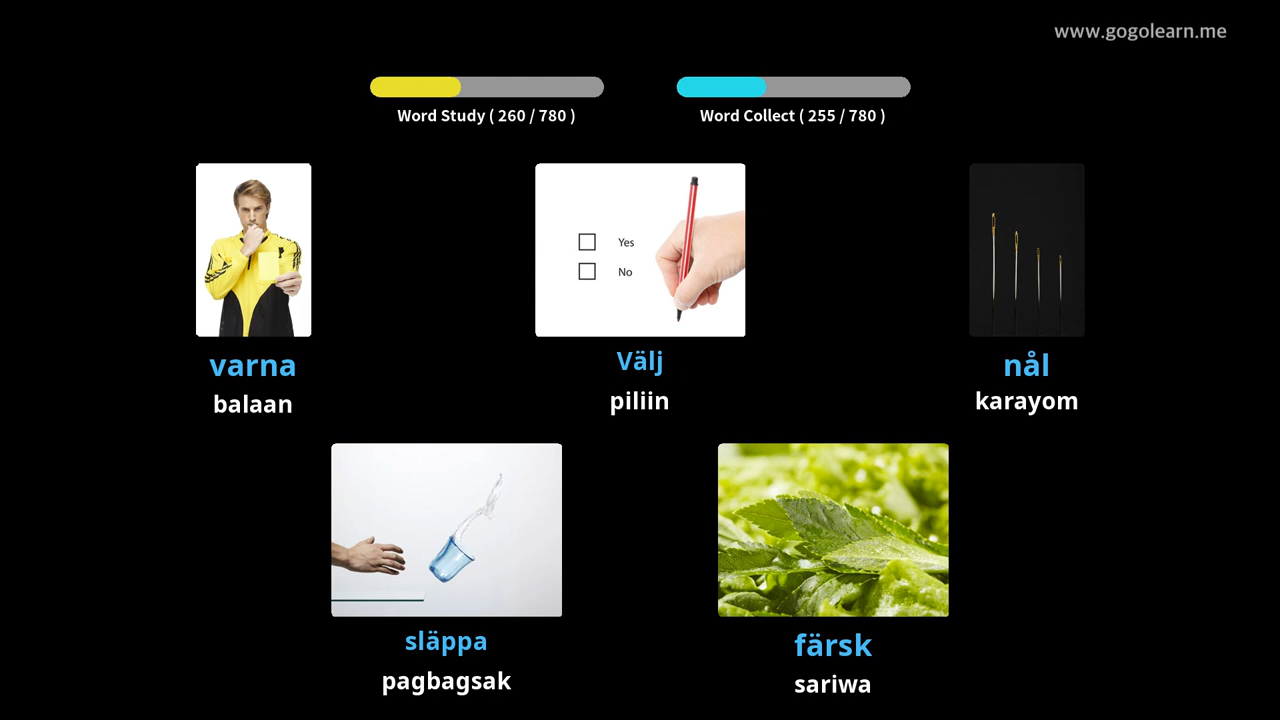 www.gogolearn.me
Word Study ( 260 / 780 )
Word Collect ( 255 / 780 )
Yes
No
varna
Välj
nål
balaan
piliin
karayom
släppa
färsk
pagbagsak
sariwa